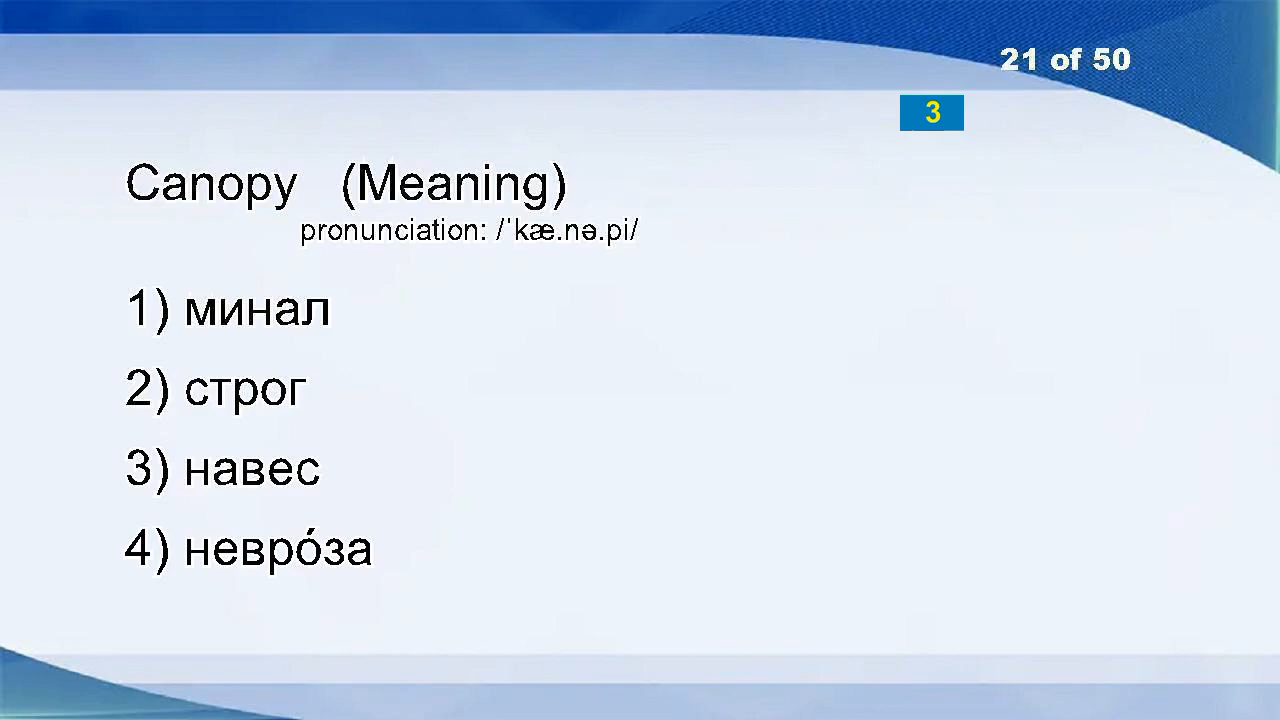 21 of 50
3
Canopy (Meaning)
pronunciation: /ˈkæ.nə.pi/
1) минал
2) строг
3) навес
4) невро́за